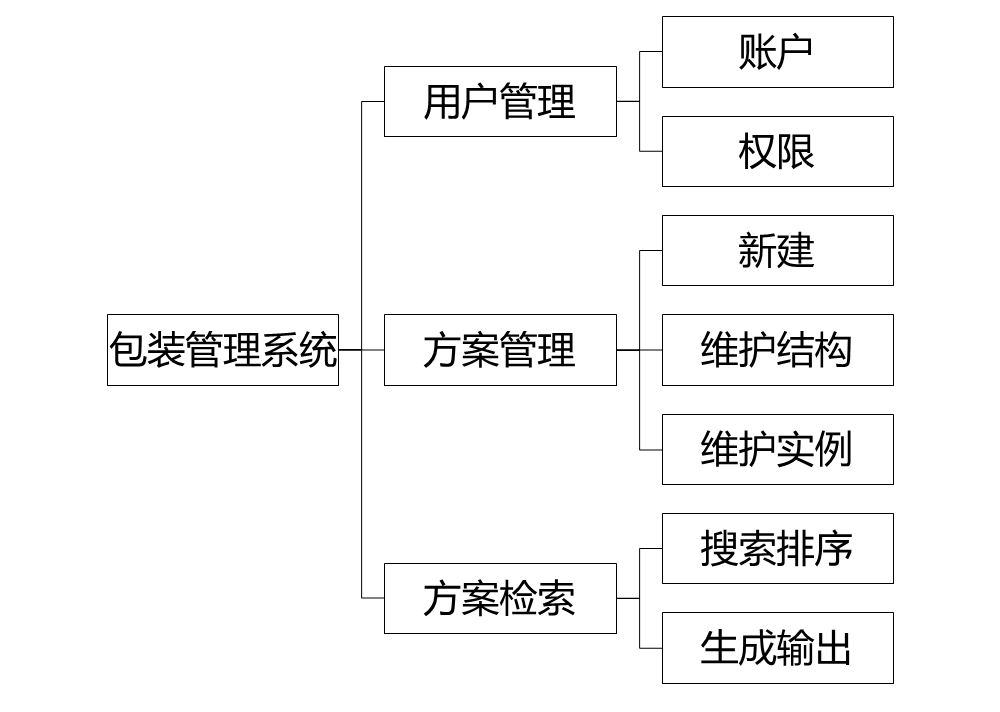 包装管理系统
用户管理
账户
权限
方案管理
新建
维护结构
维护实例
方案检索
搜索排序
生成输出